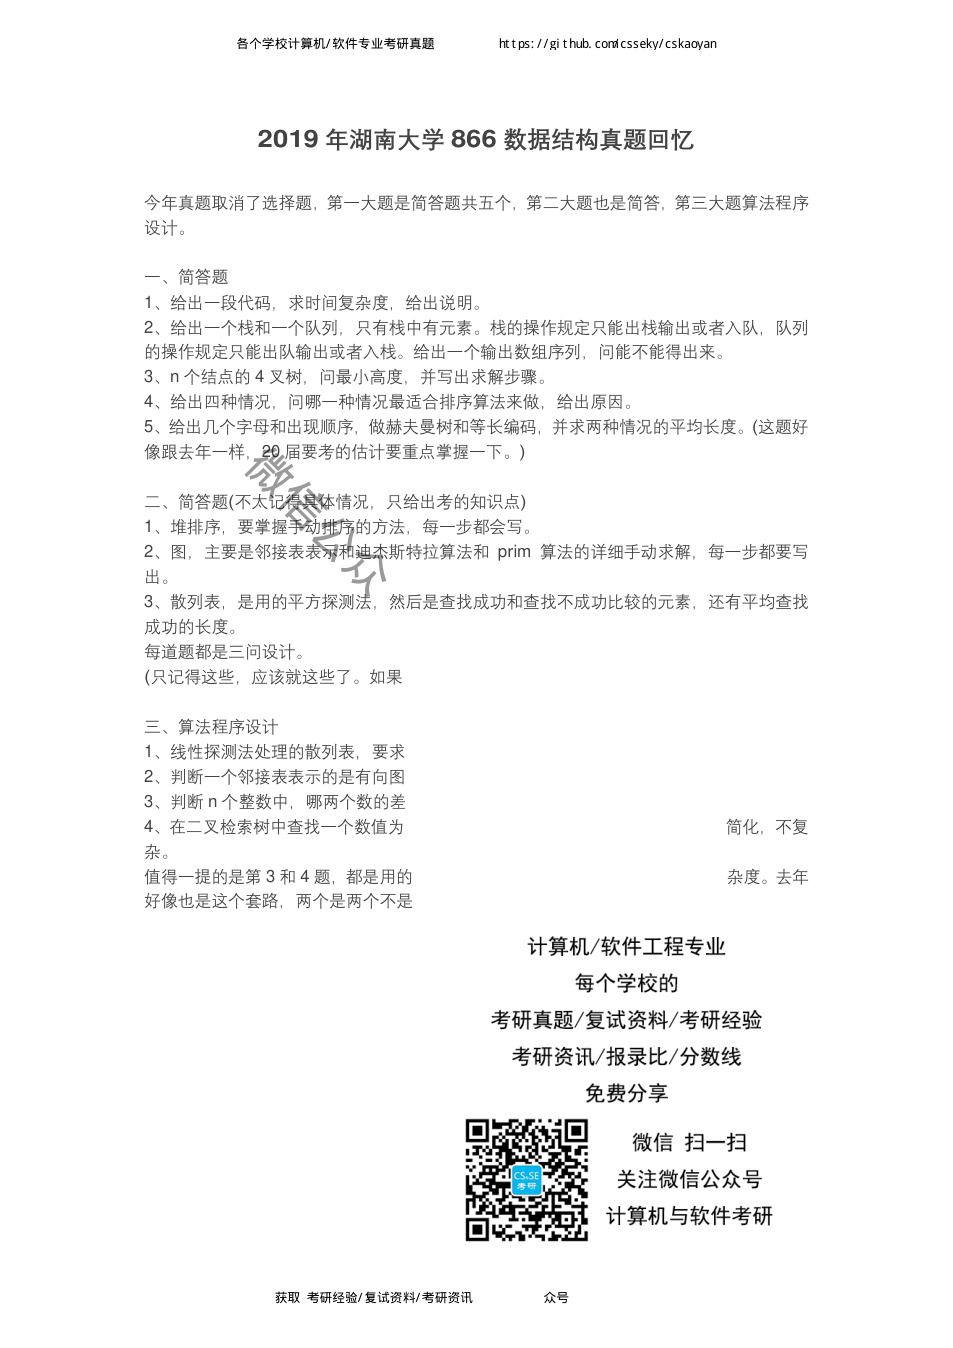 各个学校计算机/软件专业考研真题 https://github.com/csseky/cskaoyan
2019 年湖南大学 866 数据结构真题回忆
今年真题取消了选择题，第一大题是简答题共五个，第二大题也是简答，第三大题算法程序
设计。
一、简答题
1、给出一段代码，求时间复杂度，给出说明。
2、给出一个栈和一个队列，只有栈中有元素。栈的操作规定只能出栈输出或者入队，队列
的操作规定只能出队输出或者入栈。给出一个输出数组序列，问能不能得出来。
3、n 个结点的 4 叉树，问最小高度，并写出求解步骤。
4、给出四种情况，问哪一种情况最适合排序算法来做，给出原因。
5、给出几个字母和出现顺序，做赫夫曼树和等长编码，并求两种情况的平均长度。(这题好
像跟去年一样，20 届要考的估计要重点掌握一下。)
二、简答题(不太记得具体情况，只给出考的知识点)
1、堆排序，要掌握手动排序的方法，每一步都会写。
2、图，主要是邻接表表示和迪杰斯特拉算法和 prim 算法的详细手动求解，每一步都要写
出。
3、散列表，是用的平方探测法，然后是查找成功和查找不成功比较的元素，还有平均查找
成功的长度。
每道题都是三问设计。
(只记得这些，应该就这些了。如果
三、算法程序设计
1、线性探测法处理的散列表，要求
2、判断一个邻接表表示的是有向图
3、判断 n 个整数中，哪两个数的差
4、在二叉检索树中查找一个数值为 简化，不复
杂。
值得一提的是第 3 和 4 题，都是用的 杂度。去年
好像也是这个套路，两个是两个不是
微信公众
计算机/软件工程专业
每个学校的
考研真题/复试资料/考研经验
考研资讯/报录比/分数线
免费分享
CS&SE
考研
微信 扫一扫
关注微信公众号
计算机与软件考研
获取 考研经验/复试资料/考研资讯 众号